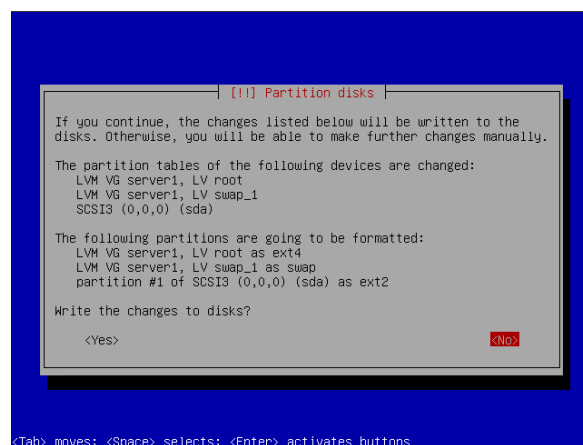 [!!] Partition disks
If you continue, the changes listed below will be written to the
disks. Otherwise, you will be able to make further changes manually.
The partition tables of the following devices are changed:
LVM VG server1, LV root
LVM VG server1, LV swap_1
SCSI3 (0,0,0) (sda)
The following partitions are going to be formatted:
LVM VG server1, LV root as ext4
LVM VG server1, LV swap_1 as swap
partition #1 of SCSI3 (0,0,0) (sda) as ext2
Write the changes to disks?
<Yes> <No>
<Tab> moves; <Space> selects; <Enter> activates buttons